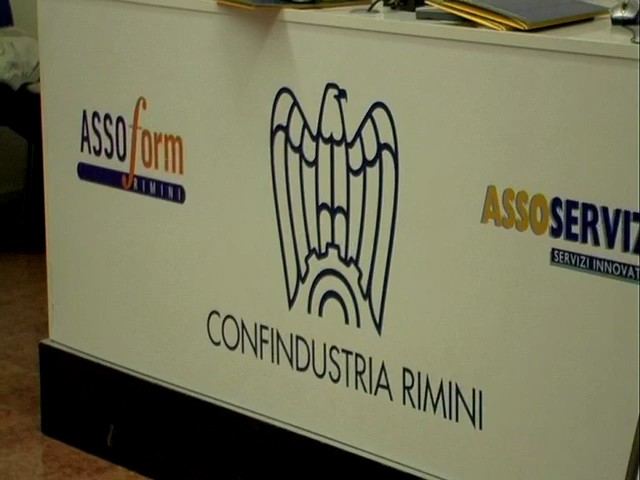 ASSOform
RIMINI
CONFINDUSTRIA RIMINI
ASSOSERVIZ
SERVIZI INNOVAT